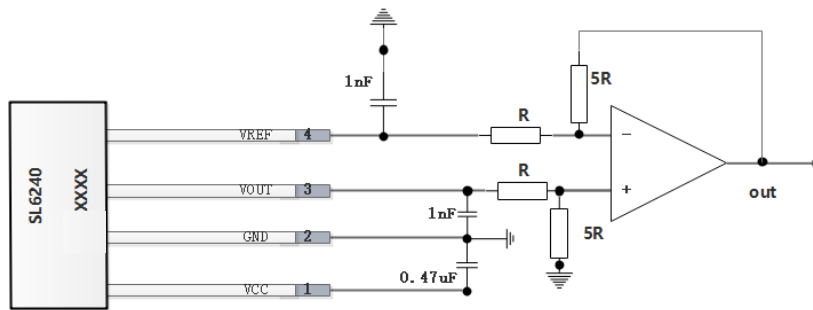 1nF
5R
R
VREF 4
−
R
VOUT 3
+
out
SL6240
XXXX
1nF
5R
GND 2
0.47uF
VCC 1